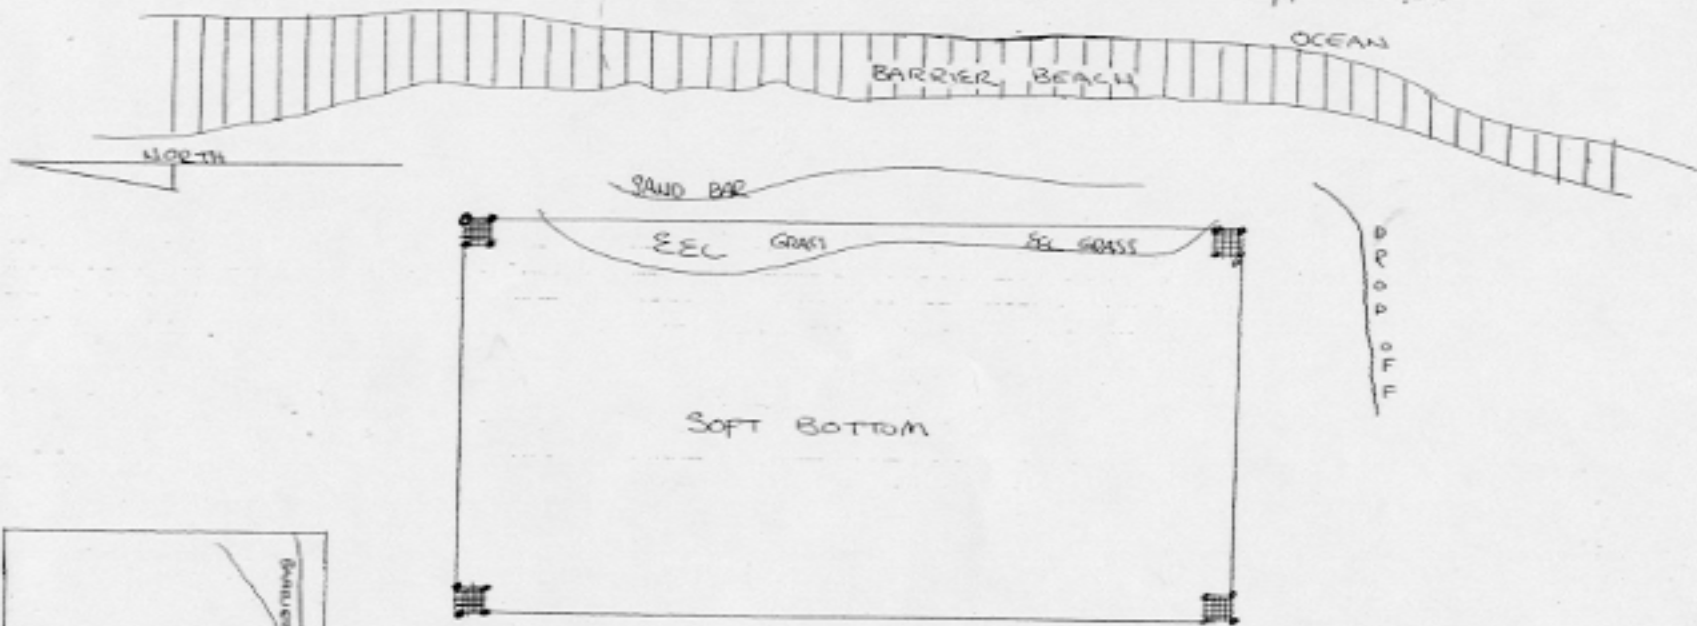 OCEAN
BARRIER BEACH
NORTH
SAND BAR
EEL GRASS EEL GRASS
DROP OFF
SOFT BOTTOM